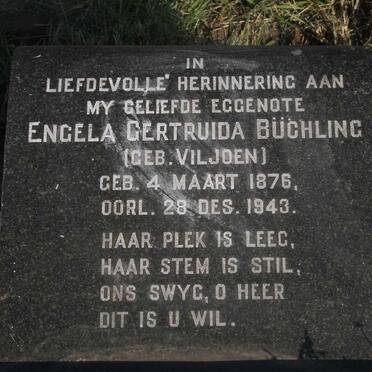 IN
LIEFDEVOLLE HERINNERING AAN
MY GELIEFDE EGGENOTE
ENGELA GERTRUIDA BÜCHLING
(GEB. VILJOEN)
GEB. 4 MAART 1876,
OORL. 28 DES. 1943.
HAAR PLEK IS LEEG,
HAAR STEM IS STIL,
ONS SWYG, O HEER
DIT IS U WIL.